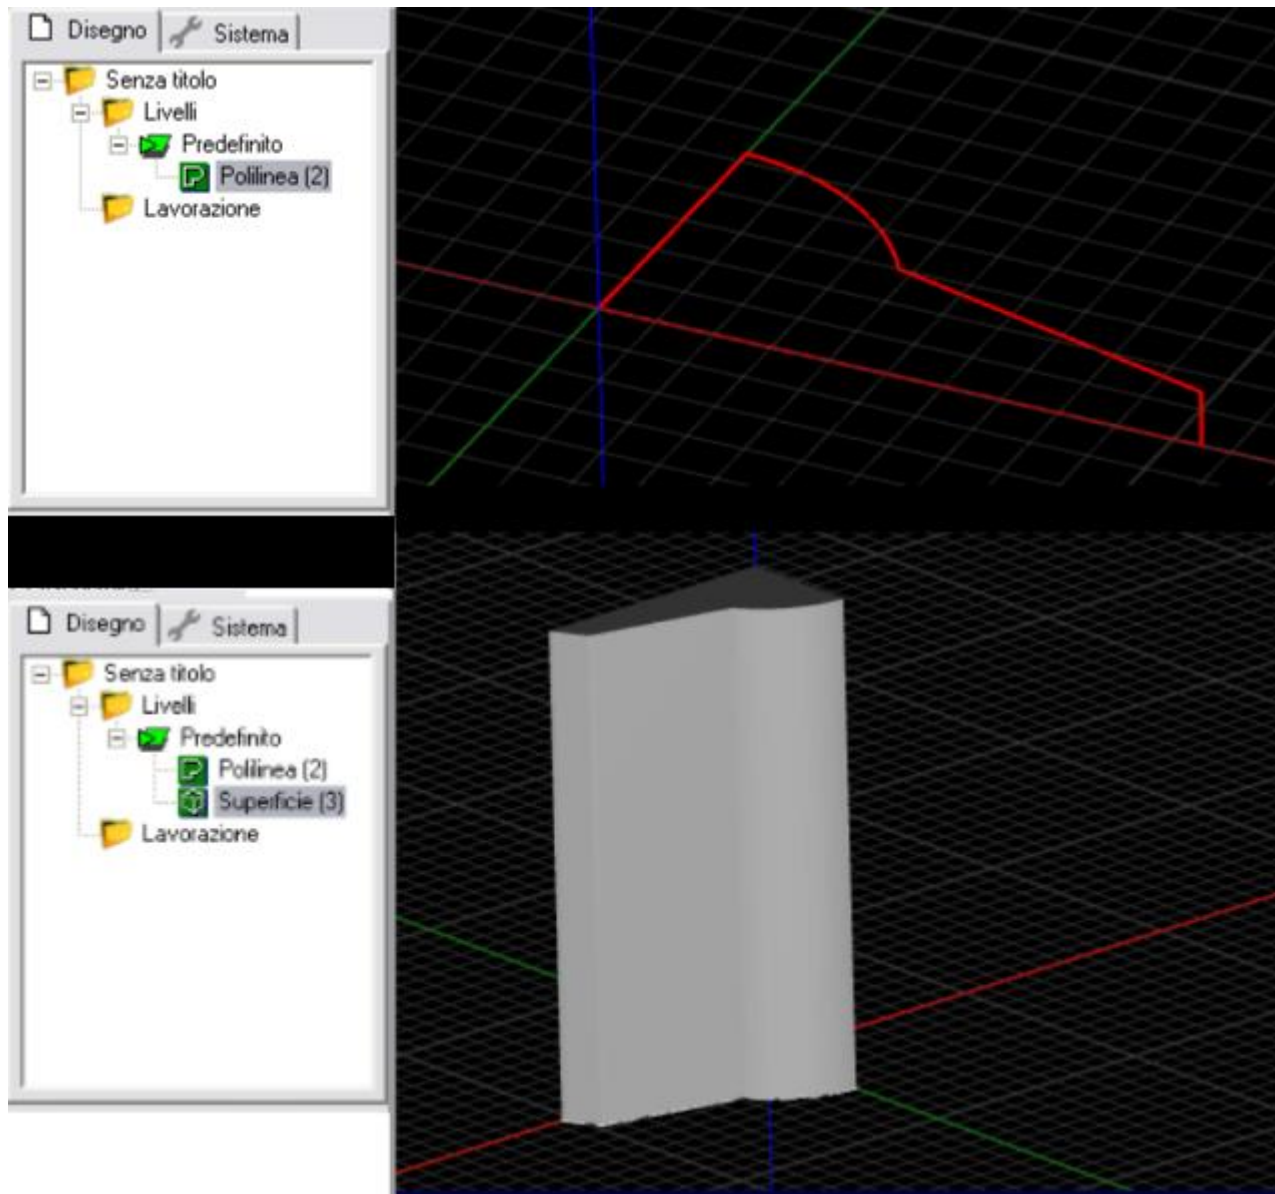 Disegno Sistema
Senza titolo
Livelli
Predefinito
Polilinea (2)
Lavorazione
Disegno Sistema
Senza titolo
Livelli
Predefinito
Polilinea (2)
Superficie (3)
Lavorazione